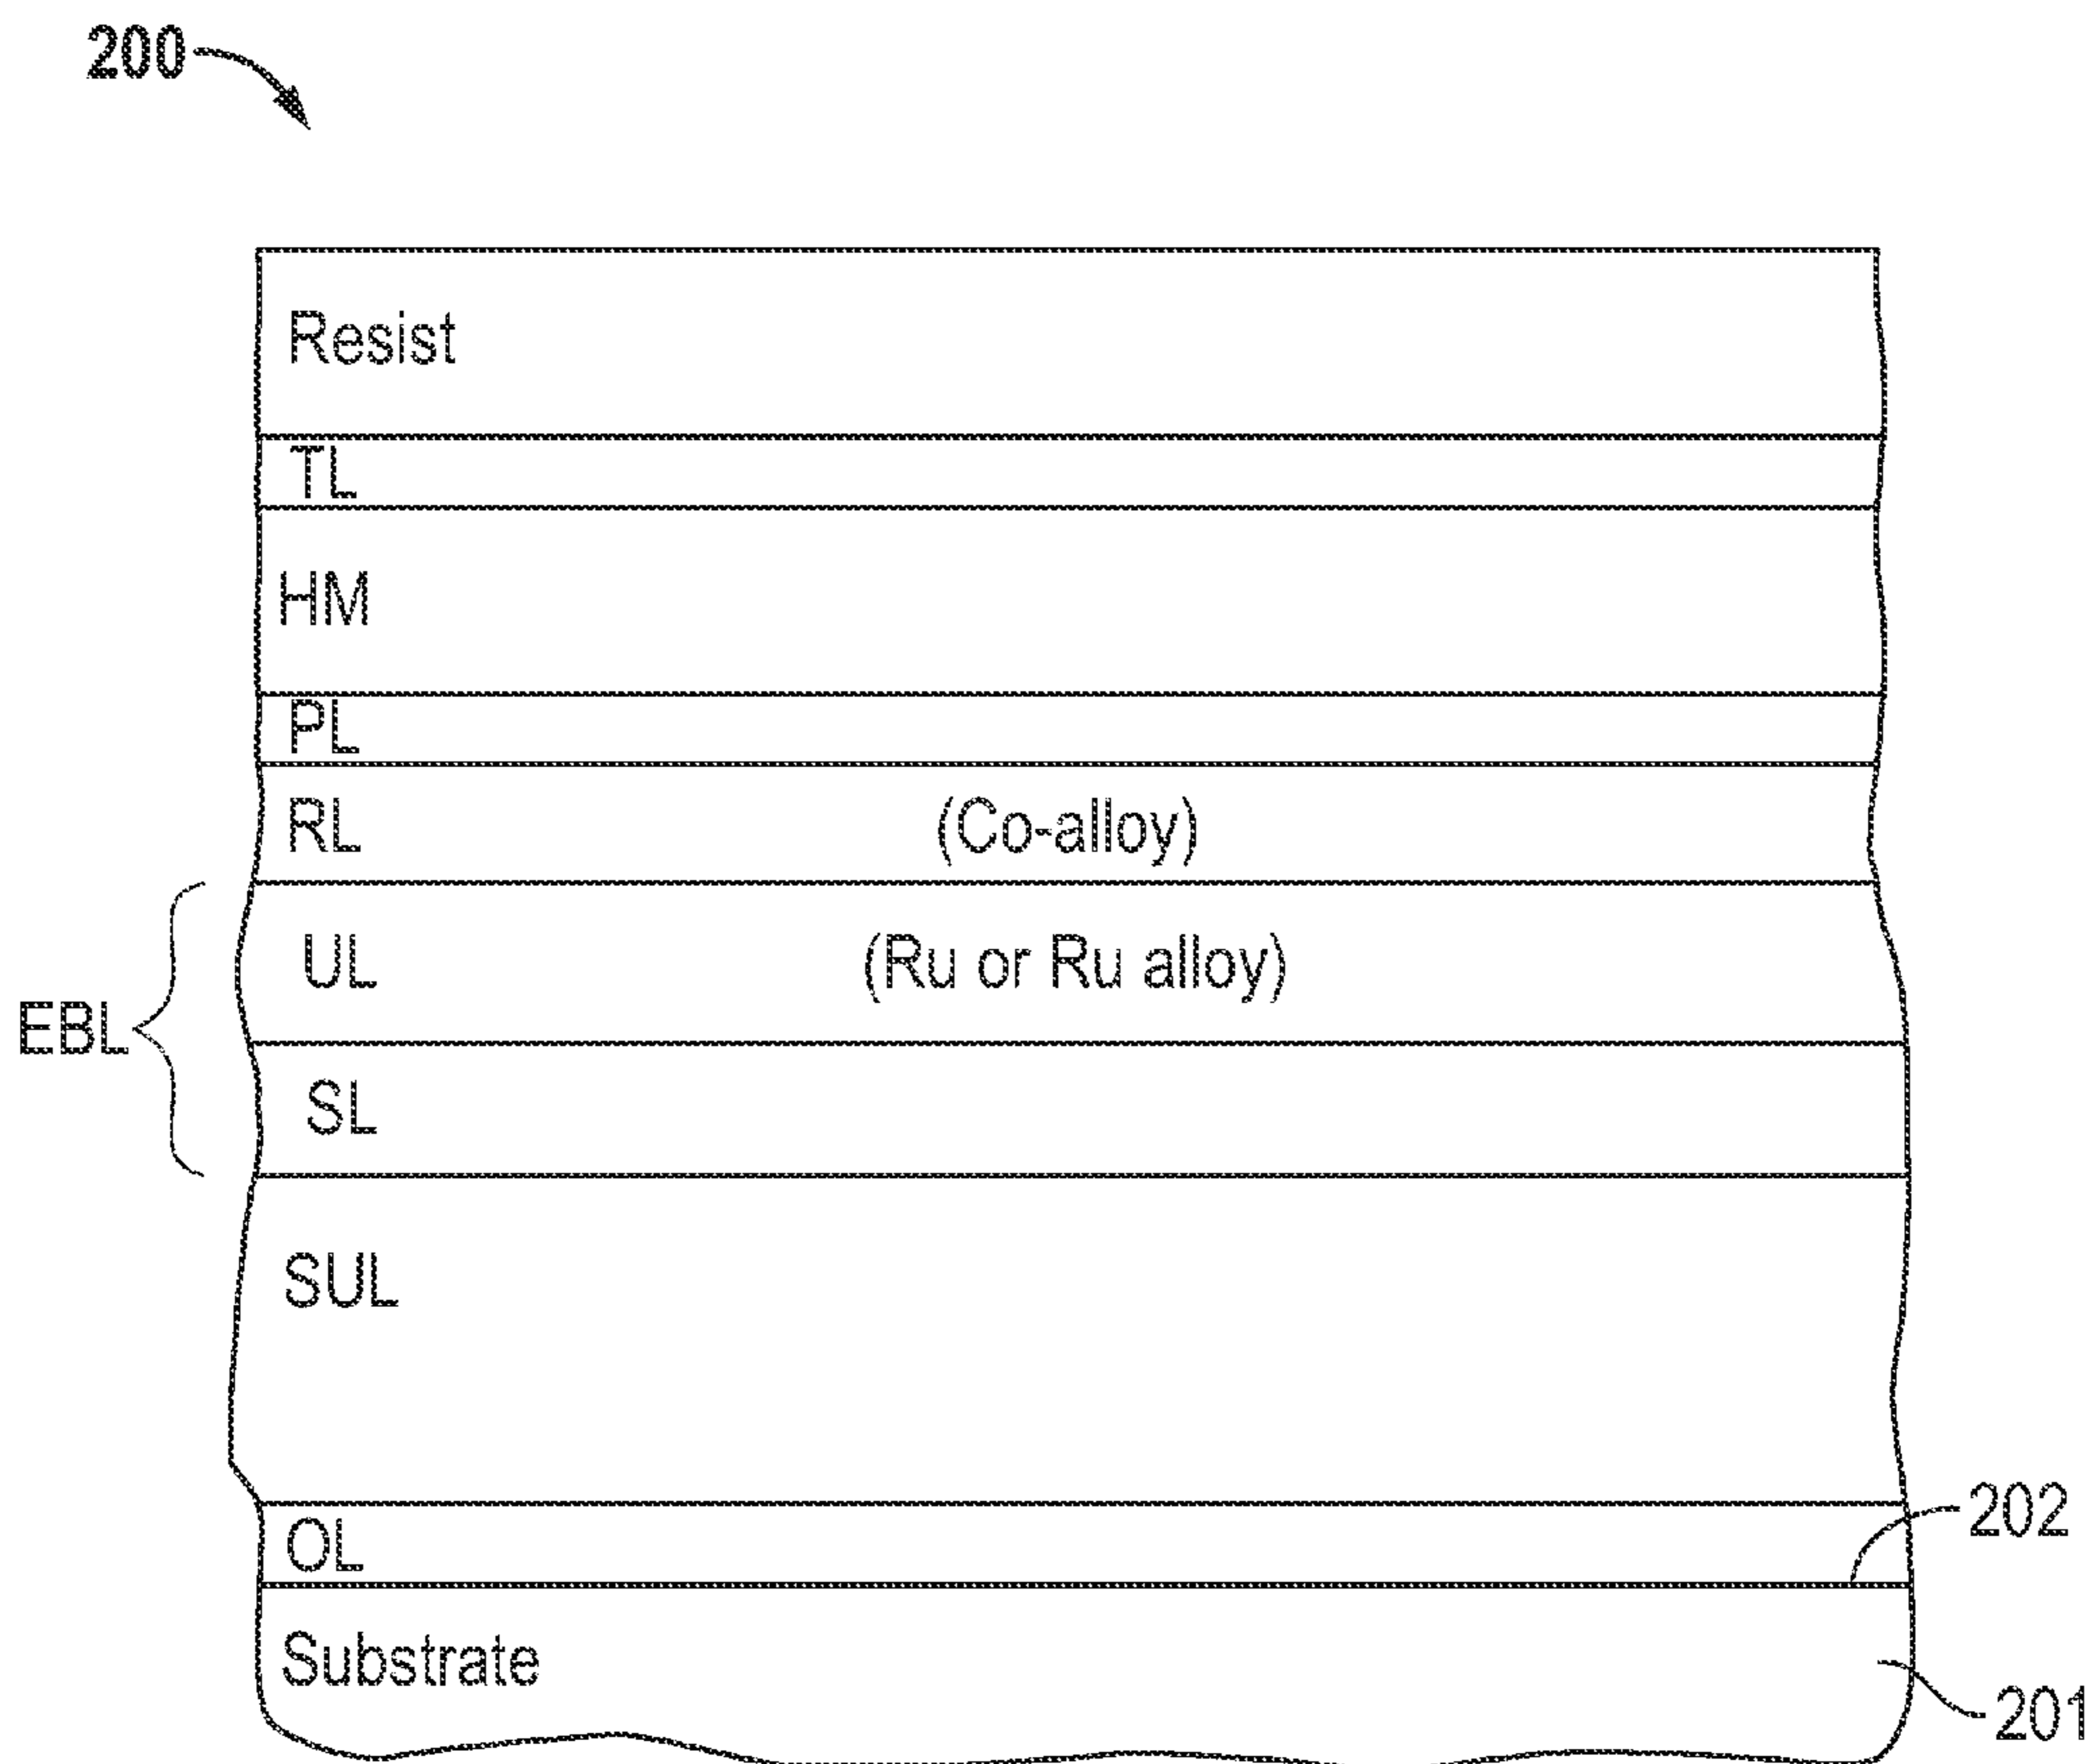 200
Resist
TL
HM
PL
RL (Co-alloy)
UL (Ru or Ru alloy)
EBL
SL
SUL
202
OL
Substrate
201